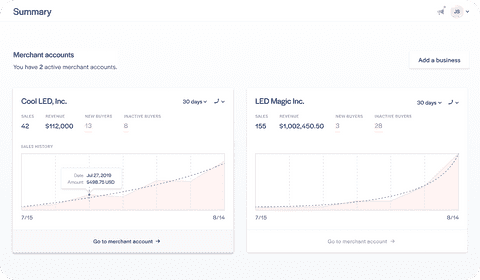 Summary
JS
Merchant accounts
You have 2 active merchant accounts.
Add a business
Cool LED, Inc.
30 days
SALES REVENUE NEW BUYERS INACTIVE BUYERS
42 $112,000 13 8
SALES HISTORY
Date Jul 27, 2019
Amount $498.75 USD
7/15 8/14
Go to merchant account →
LED Magic Inc.
30 days
SALES REVENUE NEW BUYERS INACTIVE BUYERS
155 $1,002,450.50 3 28
7/15 8/14
Go to merchant account →